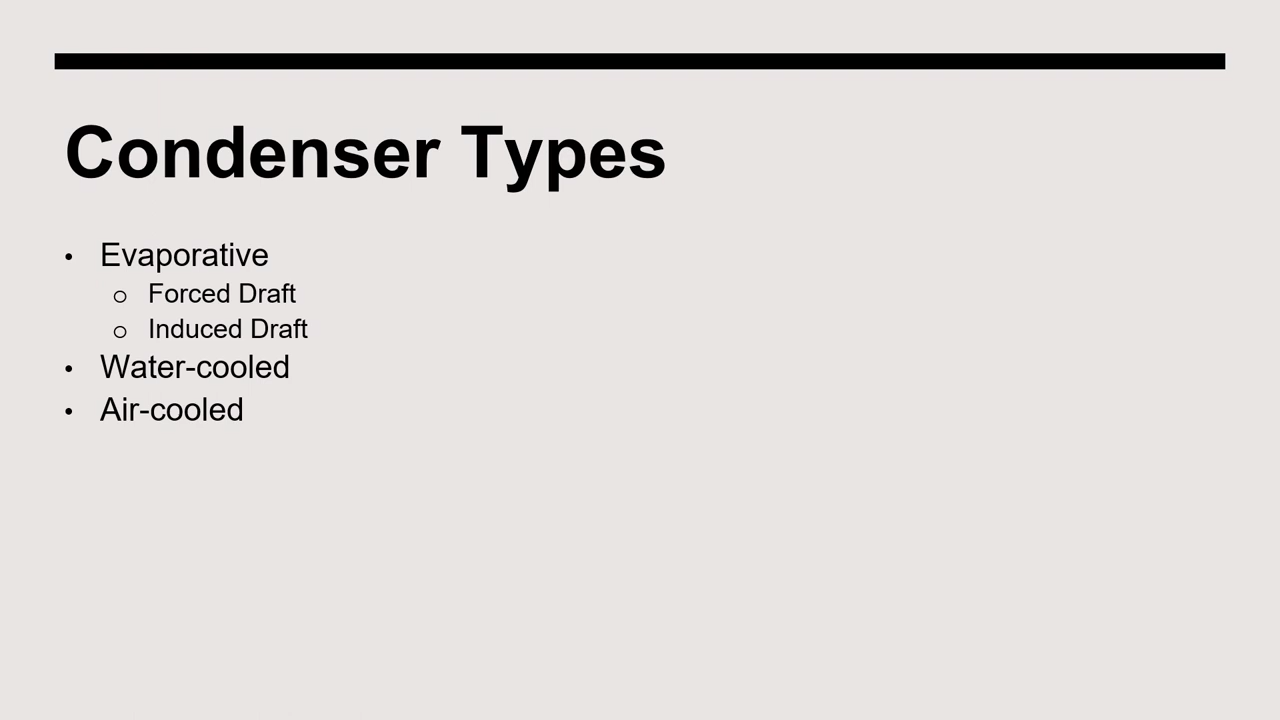 Condenser Types
• Evaporative
o Forced Draft
o Induced Draft
• Water-cooled
• Air-cooled